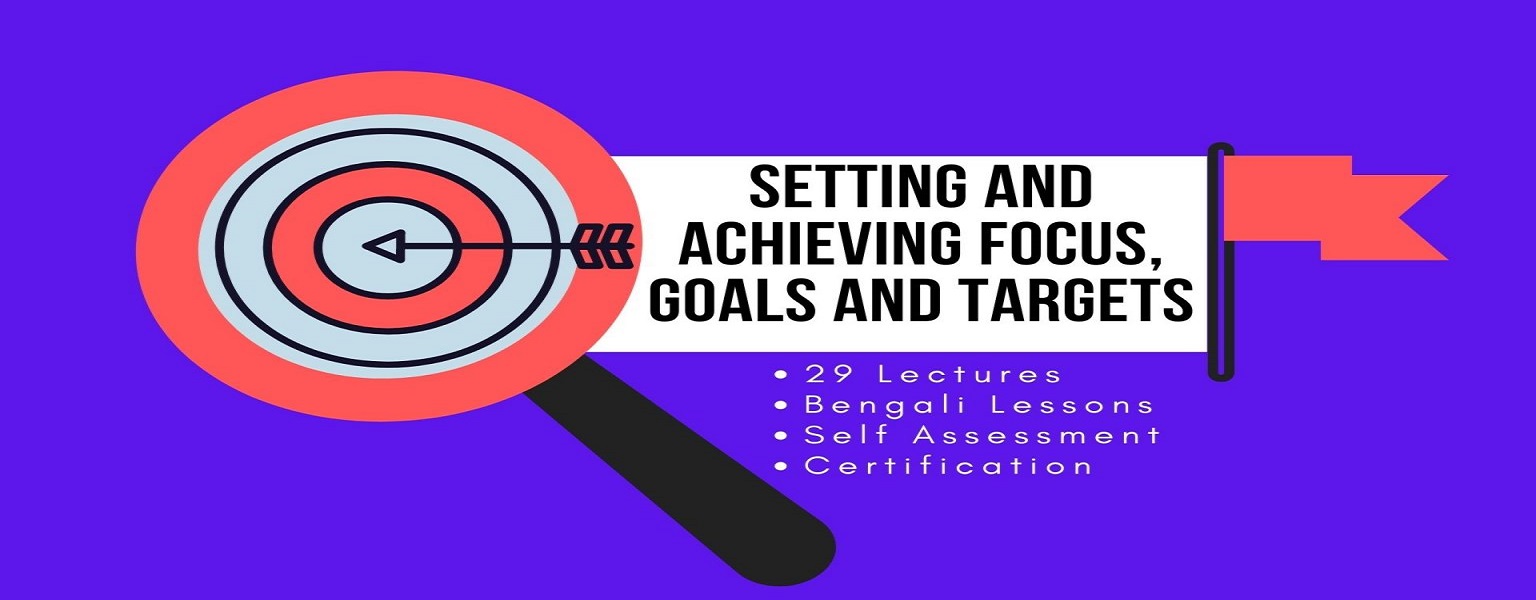 SETTING AND
ACHIEVING FOCUS,
GOALS AND TARGETS
• 29 Lectures
• Bengali Lessons
• Self Assessment
• Certification